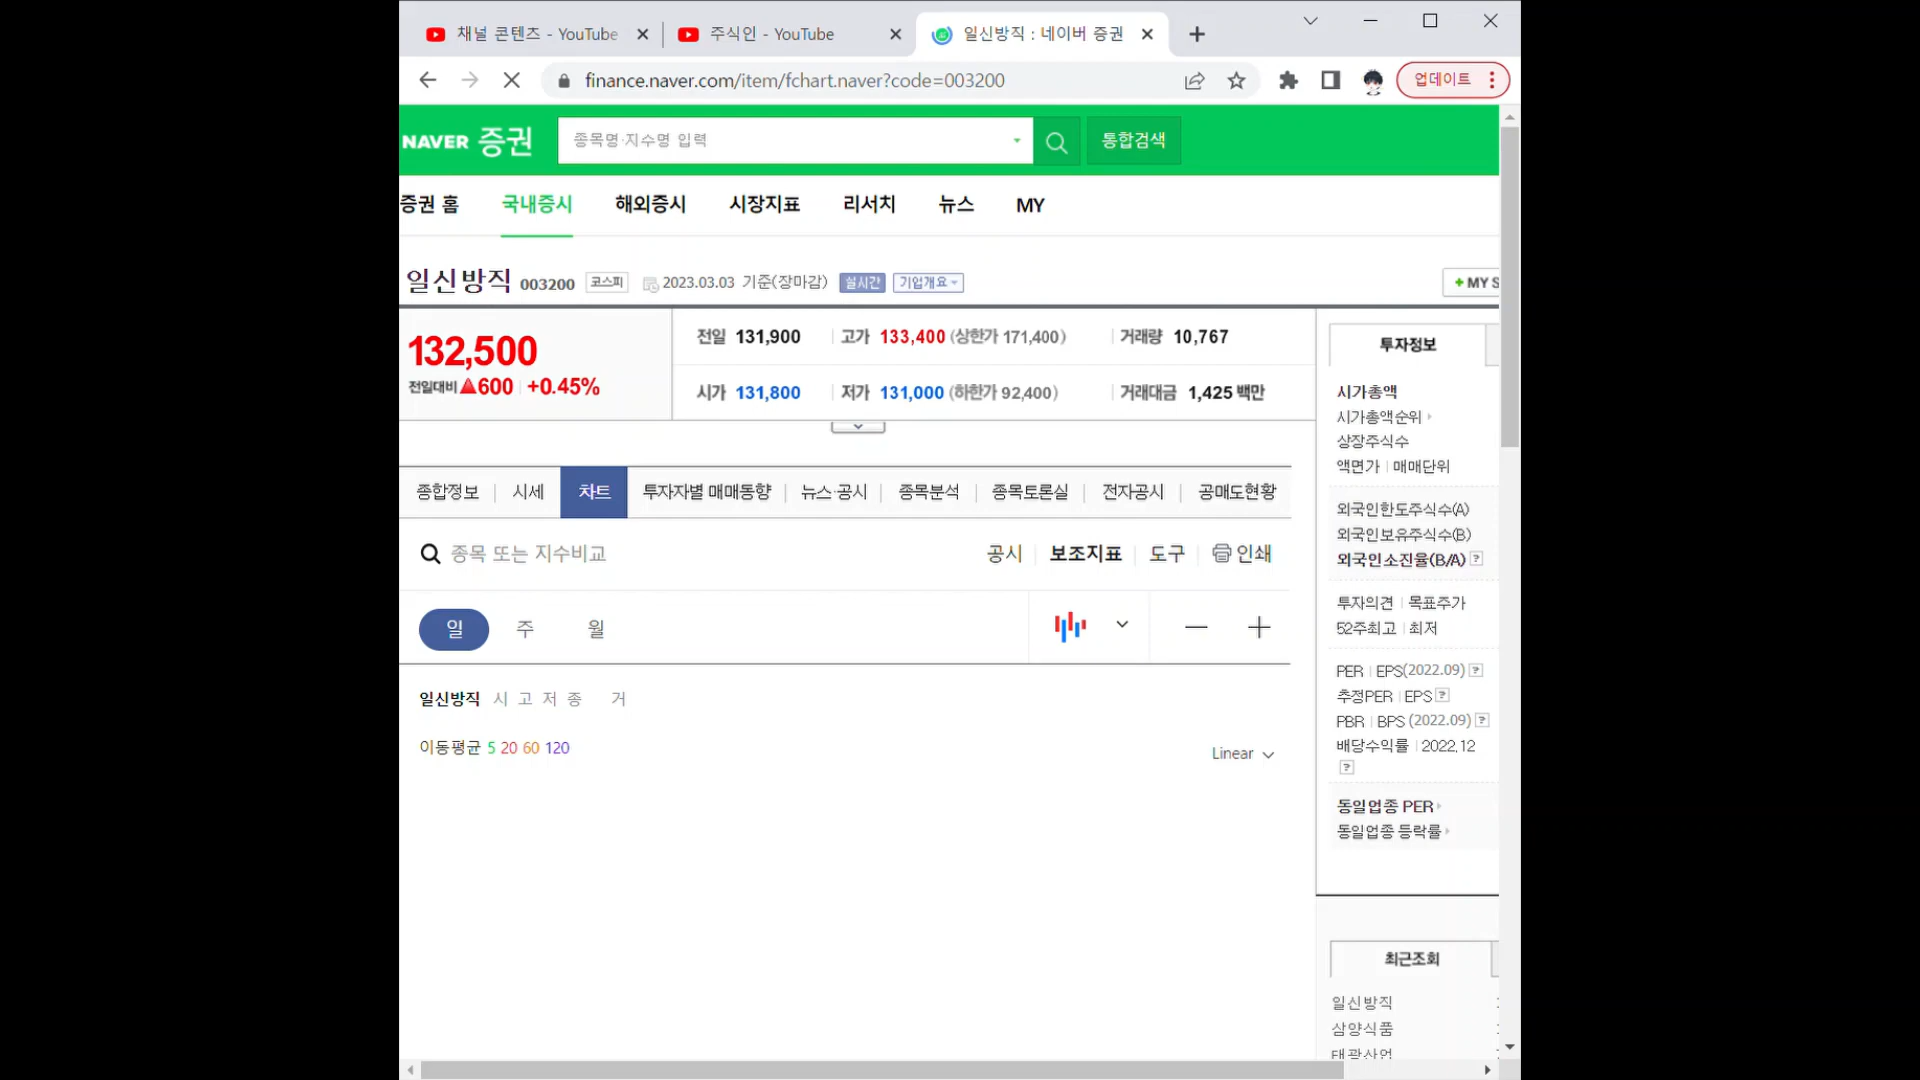 채널 콘텐츠 - YouTube
주식인 - YouTube
일신방직 : 네이버 증권
finance.naver.com/item/fchart.naver?code=003200
업데이트
NAVER 증권
종목명·지수명 입력
통합검색
증권 홈 국내증시 해외증시 시장지표 리서치 뉴스 MY
일신방직 003200 코스피 2023.03.03 기준(장마감) 실시간 기업개요
+ MY S
132,500
전일대비 ▲600 +0.45%
전일 131,900 고가 133,400 (상한가 171,400) 거래량 10,767
시가 131,800 저가 131,000 (하한가 92,400) 거래대금 1,425 백만
종합정보 시세 차트 투자자별 매매동향 뉴스·공시 종목분석 종목토론실 전자공시 공매도현황
종목 또는 지수비교
공시 보조지표 도구 인쇄
일 주 월
일신방직 시 고 저 종 거
이동평균 5 20 60 120
Linear
투자정보
시가총액
시가총액순위
상장주식수
액면가 | 매매단위
외국인한도주식수(A)
외국인보유주식수(B)
외국인소진율(B/A) ?
투자의견 | 목표주가
52주최고 | 최저
PER | EPS(2022.09) ?
추정PER | EPS ?
PBR | BPS (2022.09) ?
배당수익률 | 2022.12
?
동일업종 PER
동일업종 등락률
최근조회
일신방직
삼양식품
태광산업